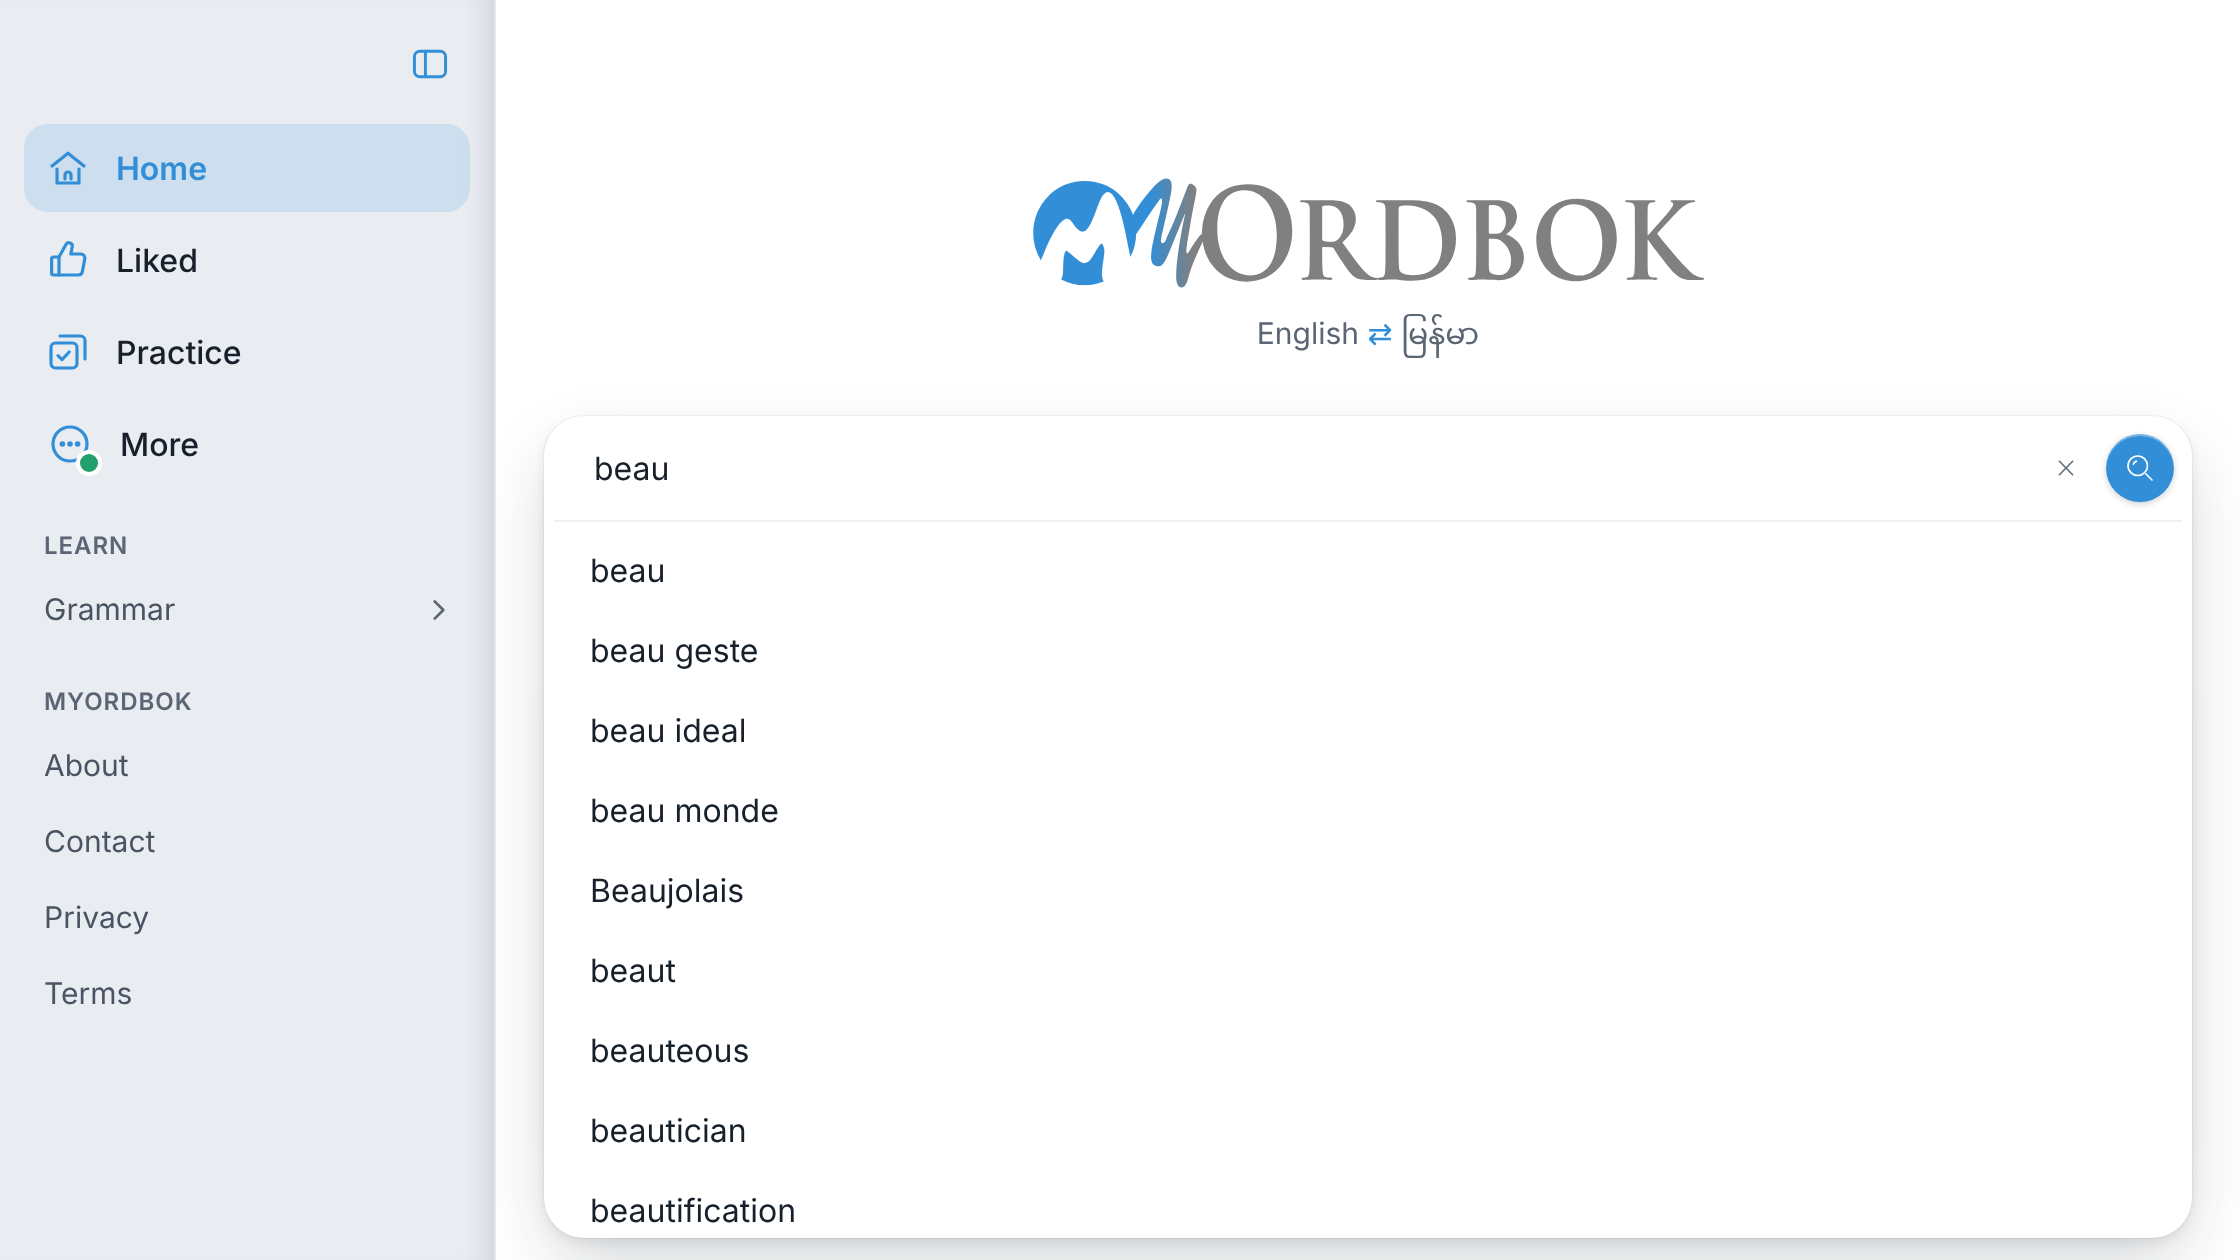 Home
Liked
Practice
More
LEARN
Grammar
MYORDBOK
About
Contact
Privacy
Terms
MyOrdbok
English ⇄ မြန်မာ
beau
beau
beau geste
beau ideal
beau monde
Beaujolais
beaut
beauteous
beautician
beautification